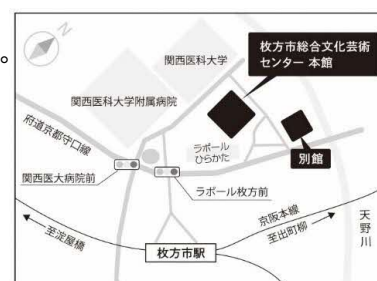 関西医科大学
枚方市総合文化芸術
センター 本館
関西医科大学附属病院
府道京都守口線
ラポール
ひらかた
別館
関西医大病院前
ラポール枚方前
京阪本線
至出町柳
天野川
至淀屋橋
枚方市駅